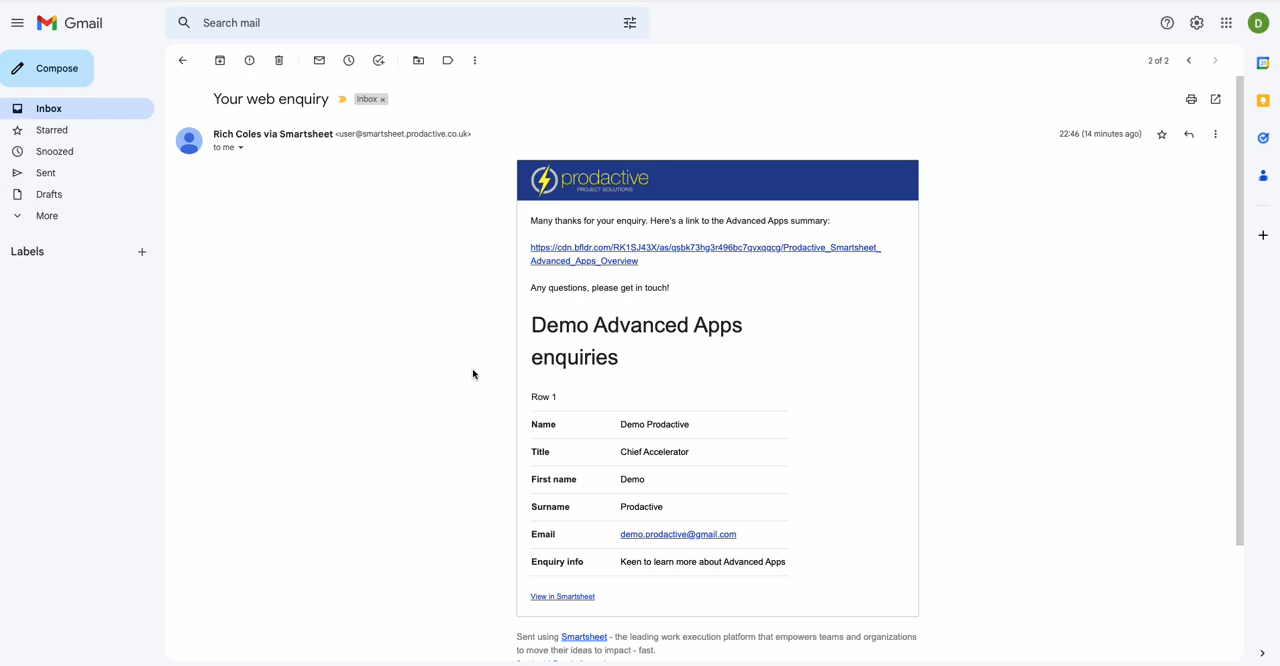 Gmail
Search mail
D
Compose
2 of 2
Inbox
Starred
Snoozed
Sent
Drafts
More
Labels
Your web enquiry
Inbox ×
Rich Coles via Smartsheet <user@smartsheet.prodactive.co.uk>
22:46 (14 minutes ago)
to me
prodactive
PROJECT SOLUTIONS
Many thanks for your enquiry. Here's a link to the Advanced Apps summary:
https://cdn.bfldr.com/RK1SJ43X/as/qsbk73hg3r496bc7qvxqqcg/Prodactive_Smartsheet_
Advanced_Apps_Overview
Any questions, please get in touch!
Demo Advanced Apps
enquiries
Row 1
Name Demo Prodactive
Title Chief Accelerator
First name Demo
Surname Prodactive
Email demo.prodactive@gmail.com
Enquiry info Keen to learn more about Advanced Apps
View in Smartsheet
Sent using Smartsheet - the leading work execution platform that empowers teams and organizations
to move their ideas to impact - fast.